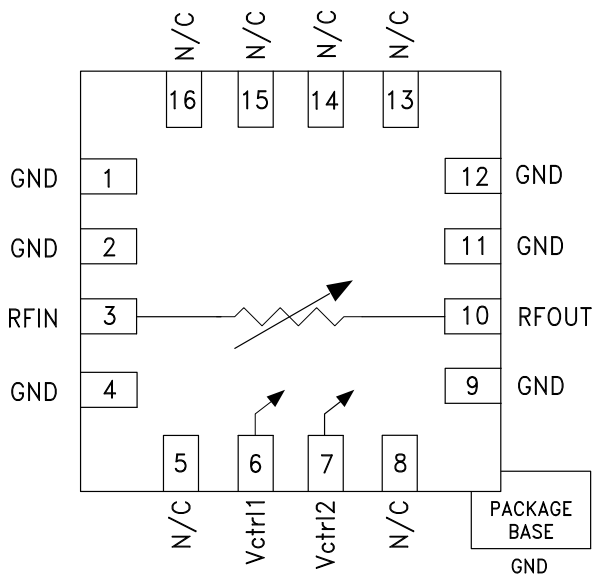 N/C N/C N/C N/C
16 15 14 13
GND 1 12 GND
GND 2 11 GND
RFIN 3 10 RFOUT
GND 4 9 GND
5 6 7 8
N/C Vctrl1 Vctrl2 N/C
PACKAGE
BASE
GND